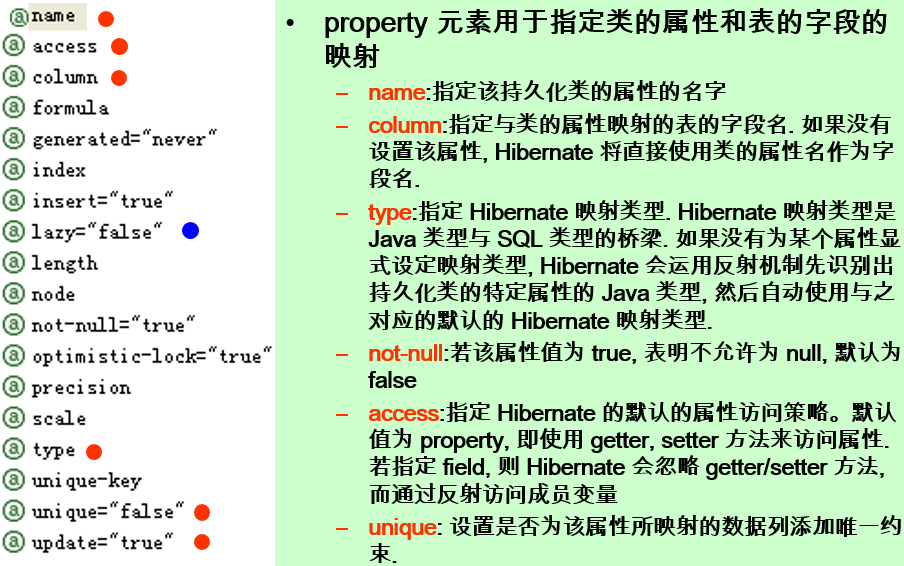 @ name
@ access
@ column
@ formula
@ generated="never"
@ index
@ insert="true"
@ lazy="false"
@ length
@ node
@ not-null="true"
@ optimistic-lock="true"
@ precision
@ scale
@ type
@ unique-key
@ unique="false"
@ update="true"
• property 元素用于指定类的属性和表的字段的
映射
– name:指定该持久化类的属性的名字
– column:指定与类的属性映射的表的字段名. 如果没有
设置该属性, Hibernate 将直接使用类的属性名作为字
段名.
– type:指定 Hibernate 映射类型. Hibernate 映射类型是
Java 类型与 SQL 类型的桥梁. 如果没有为某个属性显
式设定映射类型, Hibernate 会运用反射机制先识别出
持久化类的特定属性的 Java 类型, 然后自动使用与之
对应的默认的 Hibernate 映射类型.
– not-null:若该属性值为 true, 表明不允许为 null, 默认为
false
– access:指定 Hibernate 的默认的属性访问策略。默认
值为 property, 即使用 getter, setter 方法来访问属性.
若指定 field, 则 Hibernate 会忽略 getter/setter 方法,
而通过反射访问成员变量
– unique: 设置是否为该属性所映射的数据列添加唯一约
束.